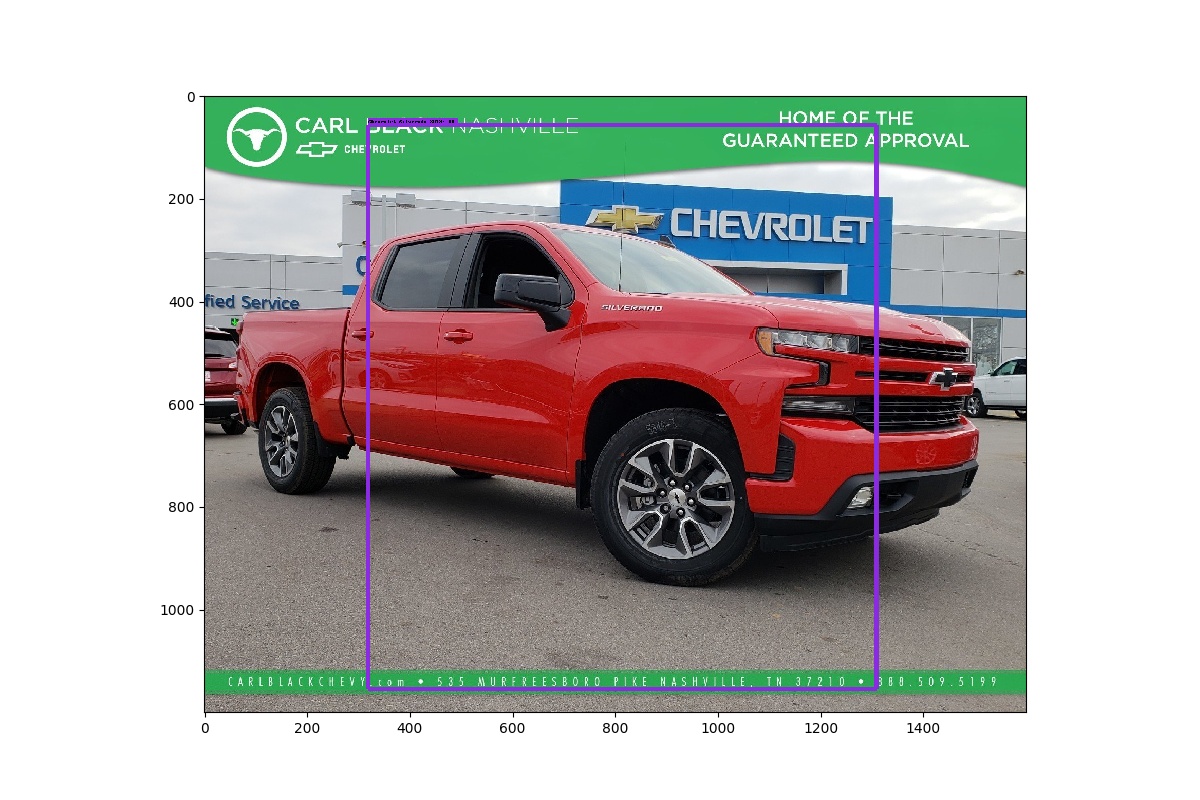 0
200
400
600
800
1000
0 200 400 600 800 1000 1200 1400
CARL BLACK NASHVILLE
CHEVROLET
HOME OF THE
GUARANTEED APPROVAL
CHEVROLET
fied Service
SILVERADO
CARLBLACKCHEVY.com • 535 MURFREESBORO PIKE NASHVILLE, TN 37210 • 888.509.5199